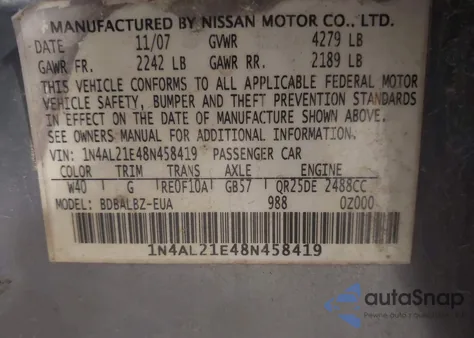 MANUFACTURED BY NISSAN MOTOR CO., LTD.
DATE 11/07 GVWR 4279 LB
GAWR FR. 2242 LB GAWR RR. 2189 LB
THIS VEHICLE CONFORMS TO ALL APPLICABLE FEDERAL MOTOR
VEHICLE SAFETY, BUMPER AND THEFT PREVENTION STANDARDS
IN EFFECT ON THE DATE OF MANUFACTURE SHOWN ABOVE.
SEE OWNERS MANUAL FOR ADDITIONAL INFORMATION.
VIN: 1N4AL21E48N458419 PASSENGER CAR
COLOR TRIM TRANS AXLE ENGINE
W40 G RE0F10A GB57 QR25DE 2488CC
MODEL: BDBALBZ-EUA 988 0Z000
1N4AL21E48N458419
autoSnap